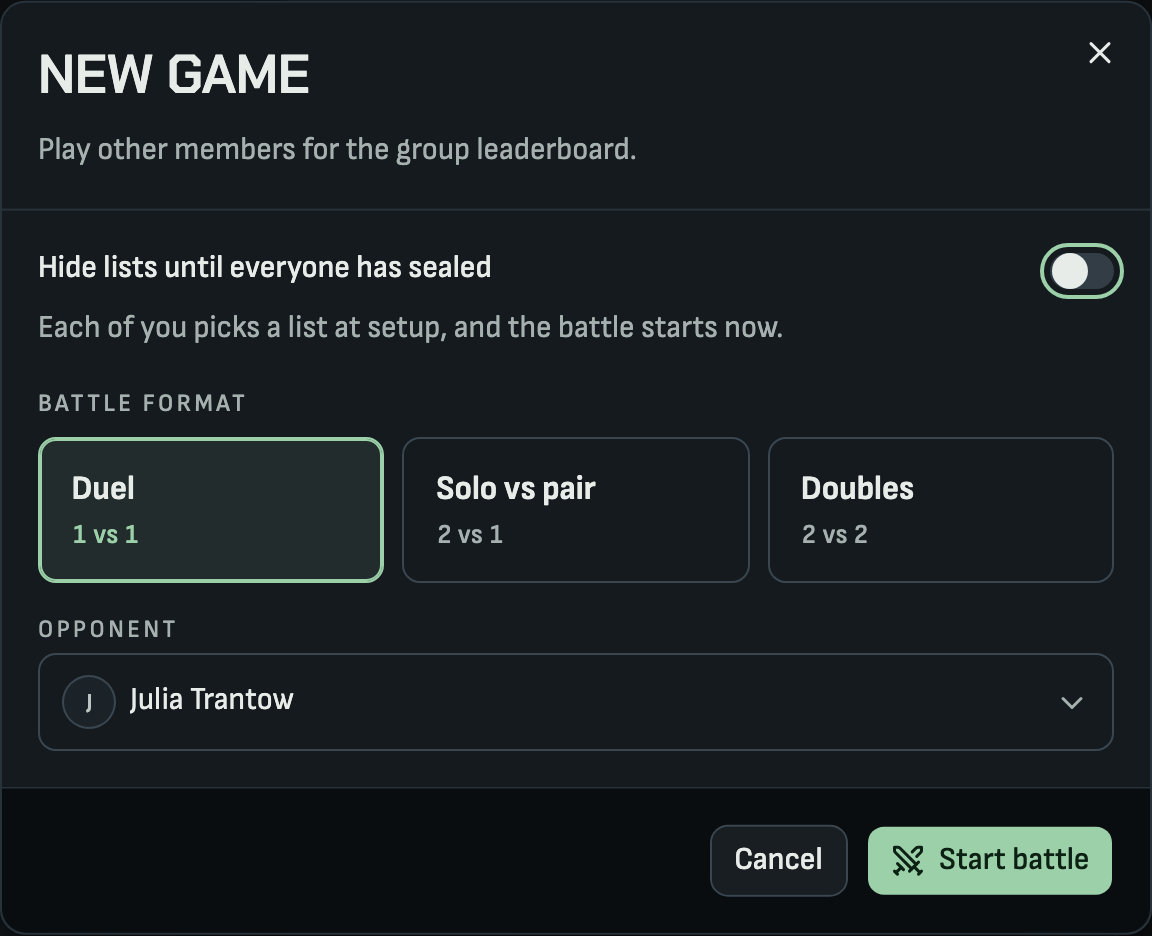 NEW GAME
Play other members for the group leaderboard.
Hide lists until everyone has sealed
Each of you picks a list at setup, and the battle starts now.
BATTLE FORMAT
Duel
1 vs 1
Solo vs pair
2 vs 1
Doubles
2 vs 2
OPPONENT
J Julia Trantow
Cancel
Start battle